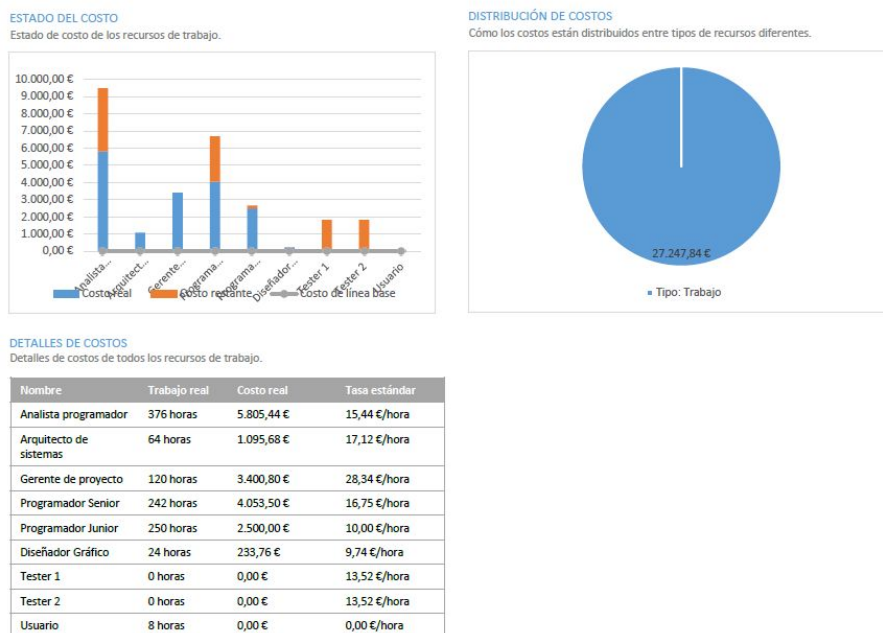 ESTADO DEL COSTO
Estado de costo de los recursos de trabajo.
10.000,00 €
9.000,00 €
8.000,00 €
7.000,00 €
6.000,00 €
5.000,00 €
4.000,00 €
3.000,00 €
2.000,00 €
1.000,00 €
0,00 €
Analista…
Arquitect…
Gerente…
Programa…
Programa…
Diseñador…
Tester 1
Tester 2
Usuario
Costo real
Costo restante
Costo de línea base
DISTRIBUCIÓN DE COSTOS
Cómo los costos están distribuidos entre tipos de recursos diferentes.
27.247,84 €
Tipo: Trabajo
DETALLES DE COSTOS
Detalles de costos de todos los recursos de trabajo.
Nombre Trabajo real Costo real Tasa estándar
Analista programador 376 horas 5.805,44 € 15,44 €/hora
Arquitecto de 64 horas 1.095,68 € 17,12 €/hora
sistemas
Gerente de proyecto 120 horas 3.400,80 € 28,34 €/hora
Programador Senior 242 horas 4.053,50 € 16,75 €/hora
Programador Junior 250 horas 2.500,00 € 10,00 €/hora
Diseñador Gráfico 24 horas 233,76 € 9,74 €/hora
Tester 1 0 horas 0,00 € 13,52 €/hora
Tester 2 0 horas 0,00 € 13,52 €/hora
Usuario 8 horas 0,00 € 0,00 €/hora